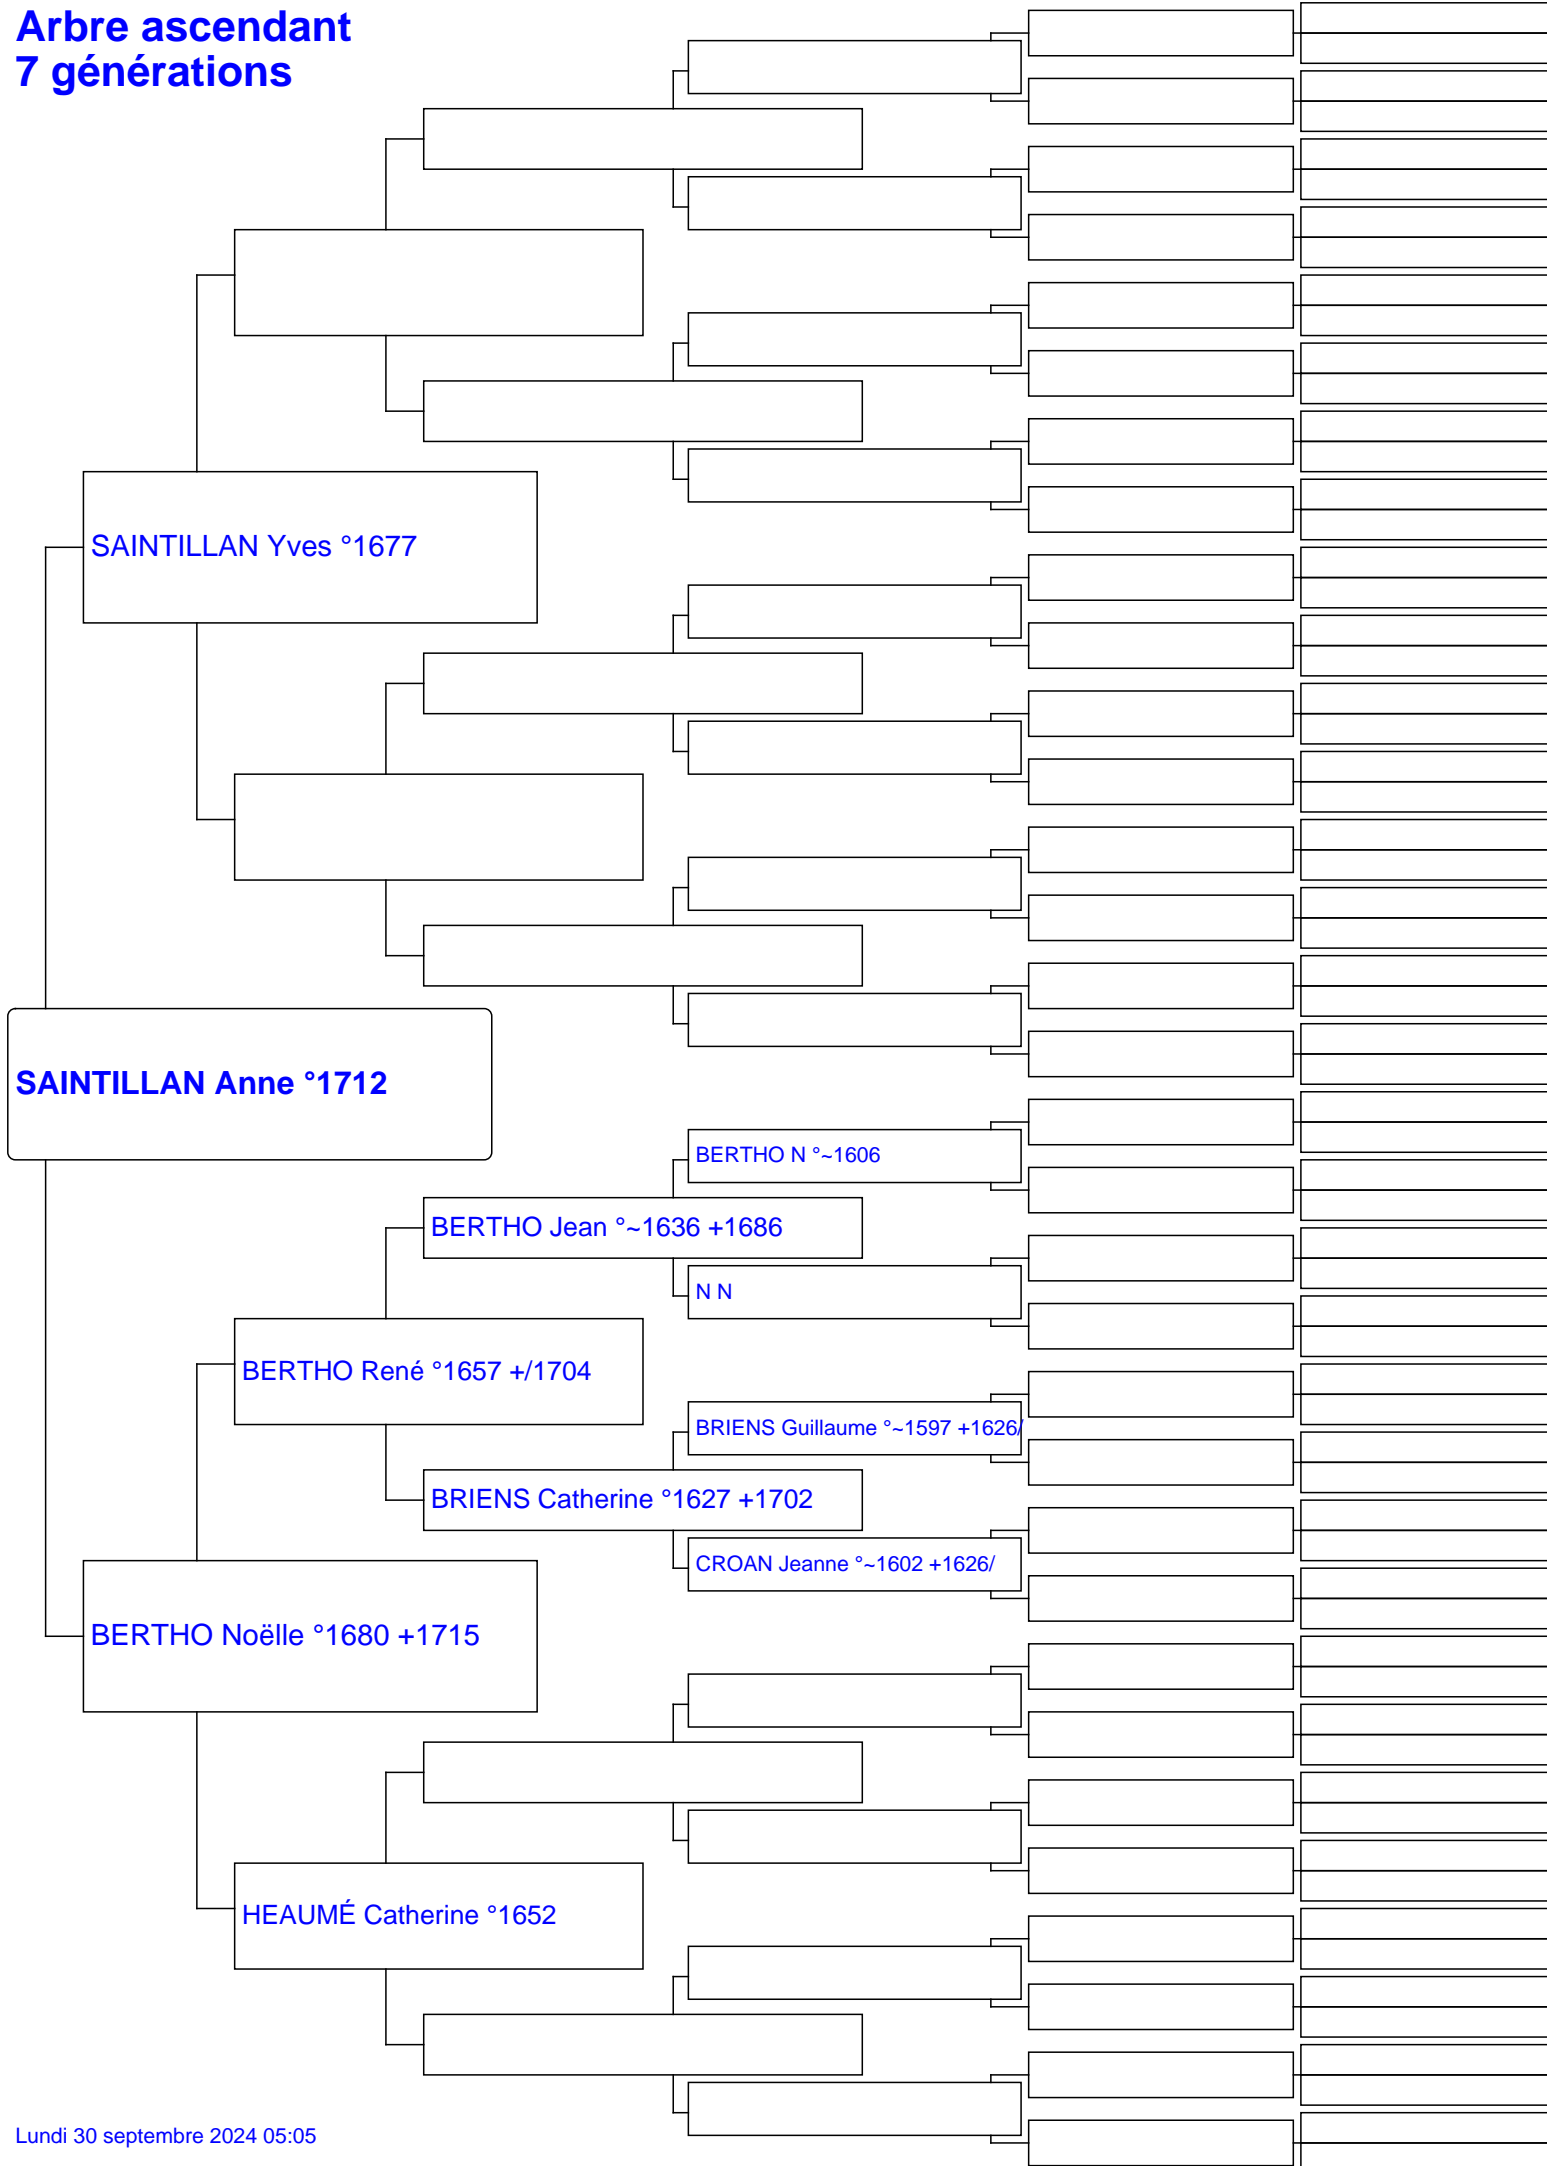 Arbre ascendant
7 générations
SAINTILLAN Yves °1677
SAINTILLAN Anne °1712
BERTHO N °~1606
BERTHO Jean °~1636 +1686
N N
BERTHO René °1657 +/1704
BRIENS Guillaume °~1597 +1626/
BRIENS Catherine °1627 +1702
CROAN Jeanne °~1602 +1626/
BERTHO Noëlle °1680 +1715
HEAUMÉ Catherine °1652
Lundi 30 septembre 2024 05:05